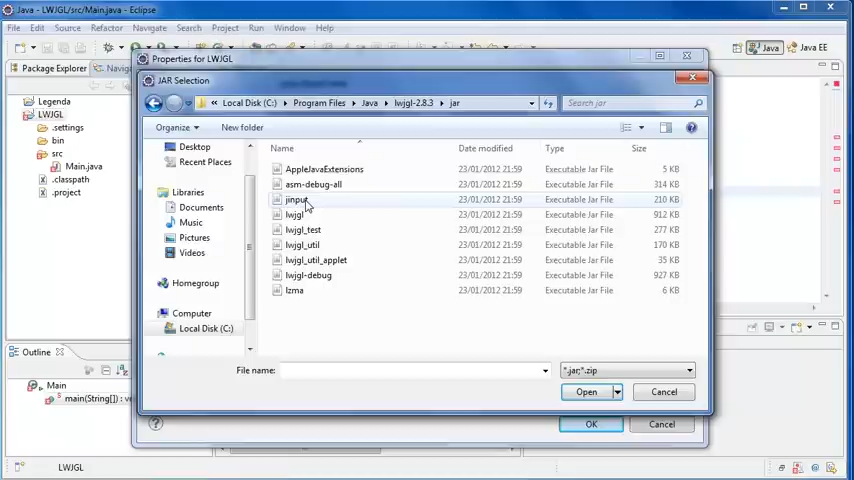 Java - LWJGL/src/Main.java - Eclipse
File Edit Source Refactor Navigate Search Project Run Window Help
Java Java EE
Package Explorer
Legenda
LWJGL
.settings
bin
src
Main.java
.classpath
.project
Properties for LWJGL
JAR Selection
« Local Disk (C:) Program Files Java lwjgl-2.8.3 jar
Search jar
Organize New folder
Desktop
Recent Places
Libraries
Documents
Music
Pictures
Videos
Homegroup
Computer
Local Disk (C:)
Name Date modified Type Size
AppleJavaExtensions 23/01/2012 21:59 Executable Jar File 5 KB
asm-debug-all 23/01/2012 21:59 Executable Jar File 314 KB
jinput 23/01/2012 21:59 Executable Jar File 210 KB
lwjgl 23/01/2012 21:59 Executable Jar File 912 KB
lwjgl_test 23/01/2012 21:59 Executable Jar File 277 KB
lwjgl_util 23/01/2012 21:59 Executable Jar File 170 KB
lwjgl_util_applet 23/01/2012 21:59 Executable Jar File 35 KB
lwjgl-debug 23/01/2012 21:59 Executable Jar File 927 KB
lzma 23/01/2012 21:59 Executable Jar File 6 KB
File name: *.jar;*.zip
Open Cancel
OK Cancel
Outline
Main
main(String[]) :
LWJGL